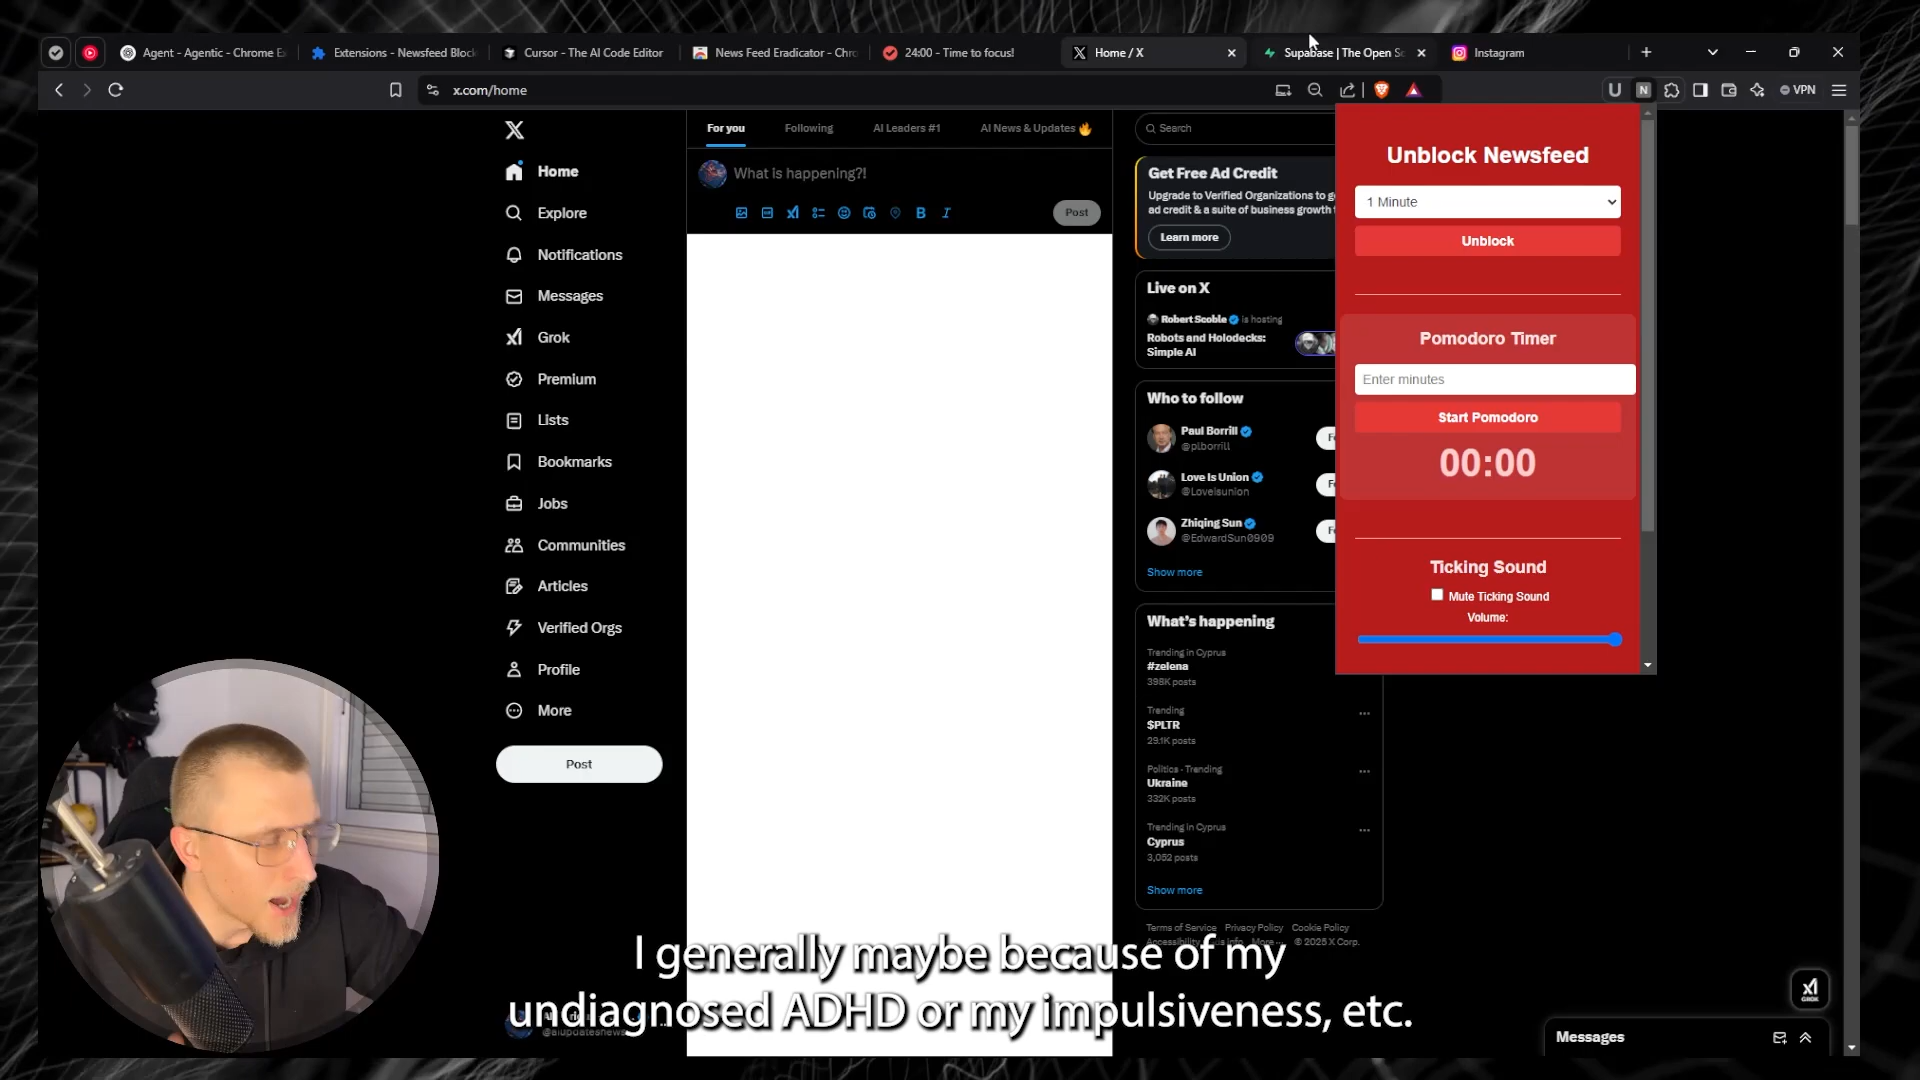 Agent - Agentic - Chrome E
Extensions - Newsfeed Block
Cursor - The AI Code Editor
News Feed Eradicator - Chro
24:00 - Time to focus!
Home / X
Supabase | The Open So
Instagram
x.com/home
VPN
Home
Explore
Notifications
Messages
Grok
Premium
Lists
Bookmarks
Jobs
Communities
Articles
Verified Orgs
Profile
More
Post
For you
Following
AI Leaders #1
AI News & Updates 🔥
What is happening?!
Post
Search
Get Free Ad Credit
Upgrade to Verified Organizations to g
ad credit & a suite of business growth t
Learn more
Live on X
Robert Scoble is hosting
Robots and Holodecks:
Simple AI
Who to follow
Paul Borrill
@plborrill
Love Is Union
@Loveisunion
Zhiqing Sun
@EdwardSun0909
Show more
What's happening
Trending in Cyprus
#zelena
398K posts
Trending
$PLTR
29.1K posts
Politics · Trending
Ukraine
332K posts
Trending in Cyprus
Cyprus
3,052 posts
Show more
Terms of Service Privacy Policy Cookie Policy
Accessibility More © 2025 X Corp.
Unblock Newsfeed
1 Minute
Unblock
Pomodoro Timer
Enter minutes
Start Pomodoro
00:00
Ticking Sound
Mute Ticking Sound
Volume:
GROK
Messages
I generally maybe because of my
undiagnosed ADHD or my impulsiveness, etc.